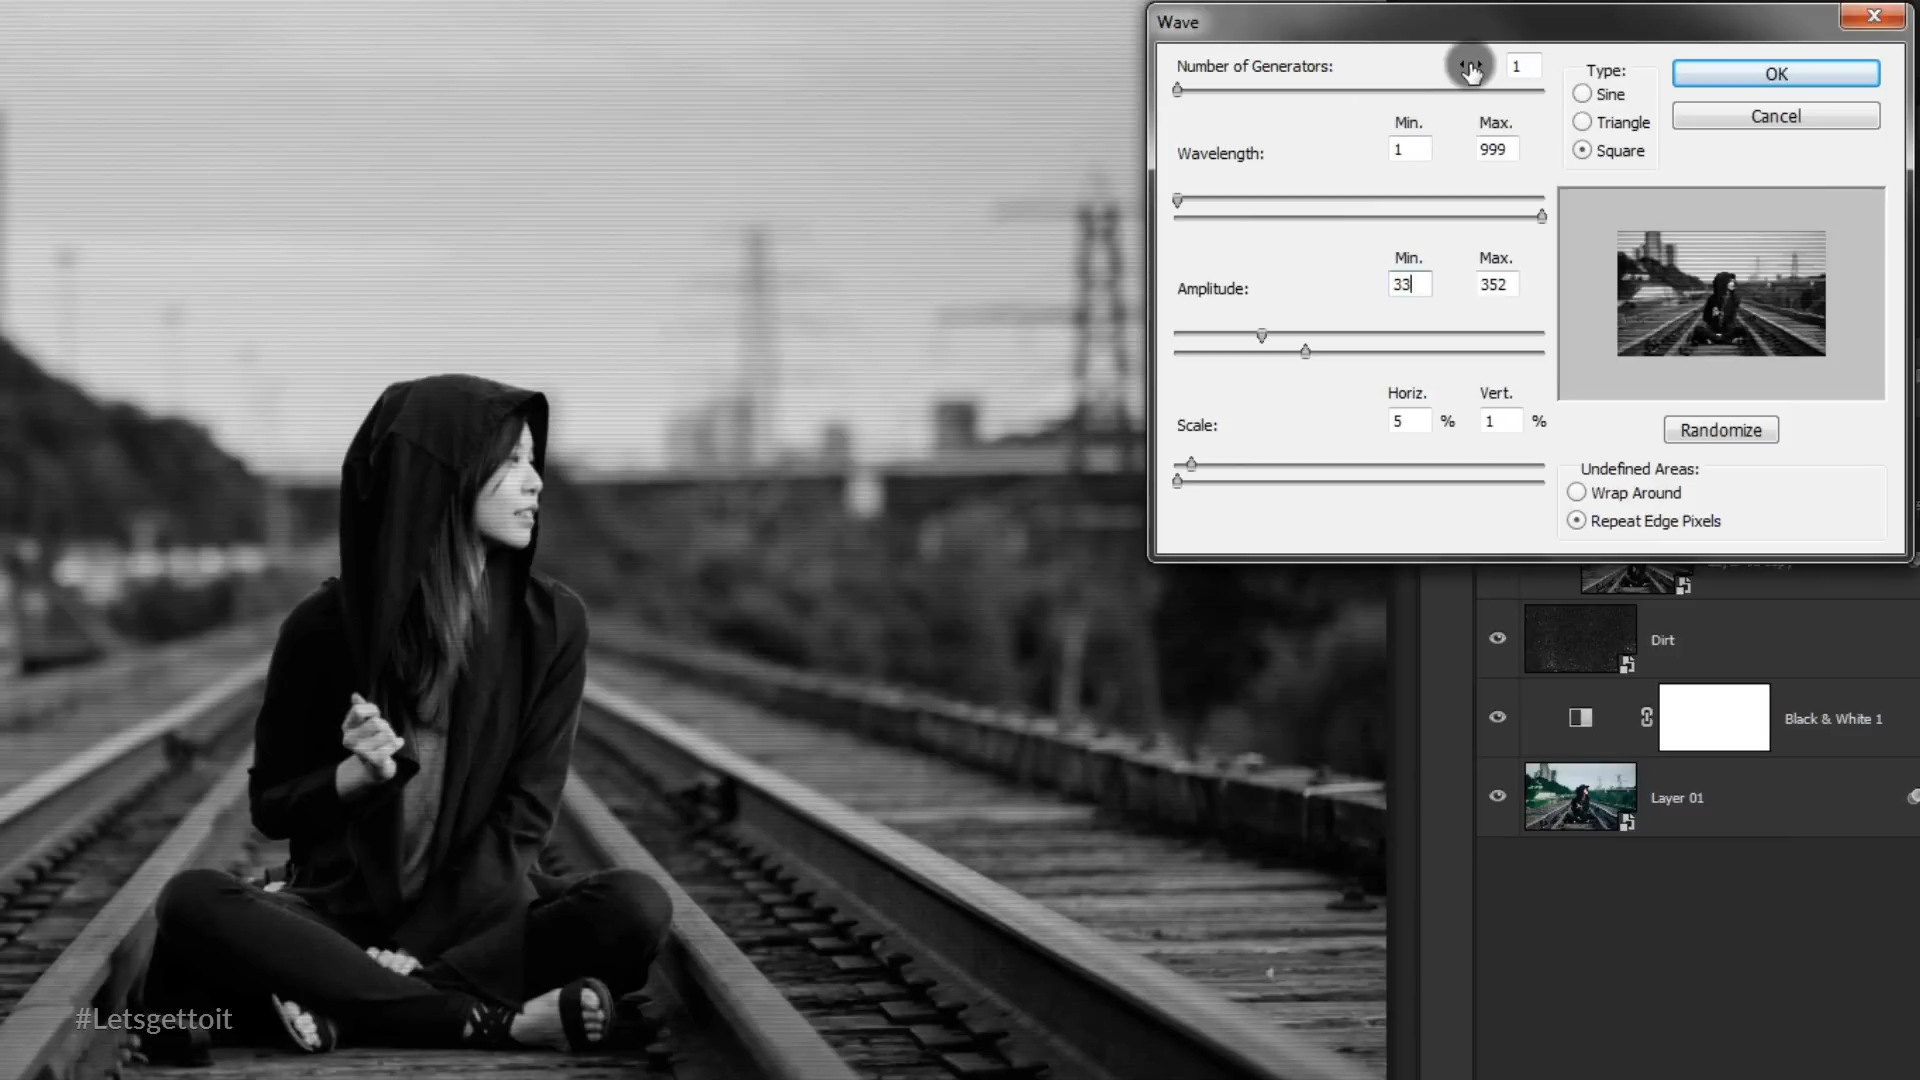 Wave
Number of Generators: 1
Type:
Sine
Triangle
Square
OK
Cancel
Min. Max.
Wavelength: 1 999
Min. Max.
Amplitude: 33 352
Horiz. Vert.
Scale: 5 % 1 %
Randomize
Undefined Areas:
Wrap Around
Repeat Edge Pixels
Dirt
Black & White 1
Layer 01
#Letsgettoit